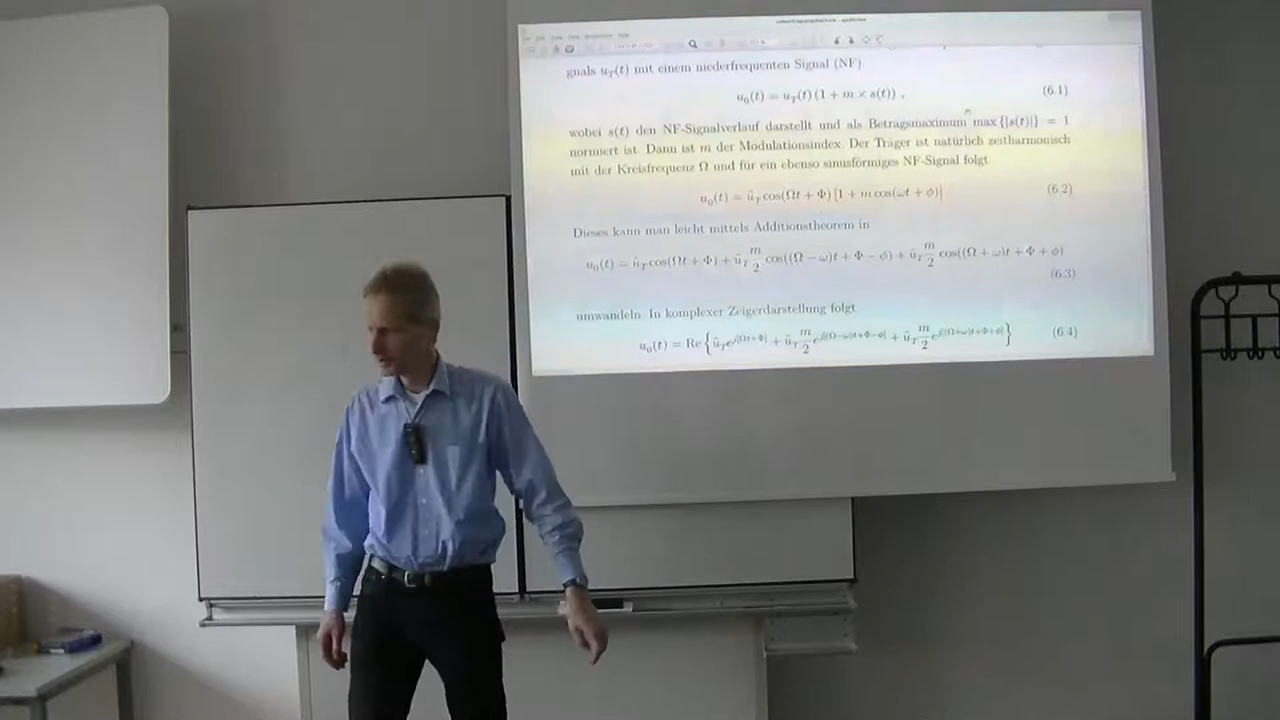 gnals u_T(t) mit einem niederfrequenten Signal (NF)
u_0(t) = u_T(t) (1 + m × s(t)) , (6.1)
wobei s(t) den NF-Signalverlauf darstellt und als Betragsmaximum max {|s(t)|} = 1
normiert ist. Dann ist m der Modulationsindex. Der Träger ist natürlich zeitharmonisch
mit der Kreisfrequenz Ω und für ein ebenso sinusförmiges NF-Signal folgt
u_0(t) = û_T cos(Ωt + Φ) [1 + m cos(ωt + ϕ)] (6.2)
Dieses kann man leicht mittels Additionstheorem in
u_0(t) = û_T cos(Ωt + Φ) + û_T m/2 cos((Ω − ω)t + Φ − ϕ) + û_T m/2 cos((Ω + ω)t + Φ + ϕ)
(6.3)
umwandeln. In komplexer Zeigerdarstellung folgt
u_0(t) = Re { û_T e^{j[Ωt+Φ]} + û_T m/2 e^{j[(Ω−ω)t+Φ−ϕ]} + û_T m/2 e^{j[(Ω+ω)t+Φ+ϕ]} } (6.4)